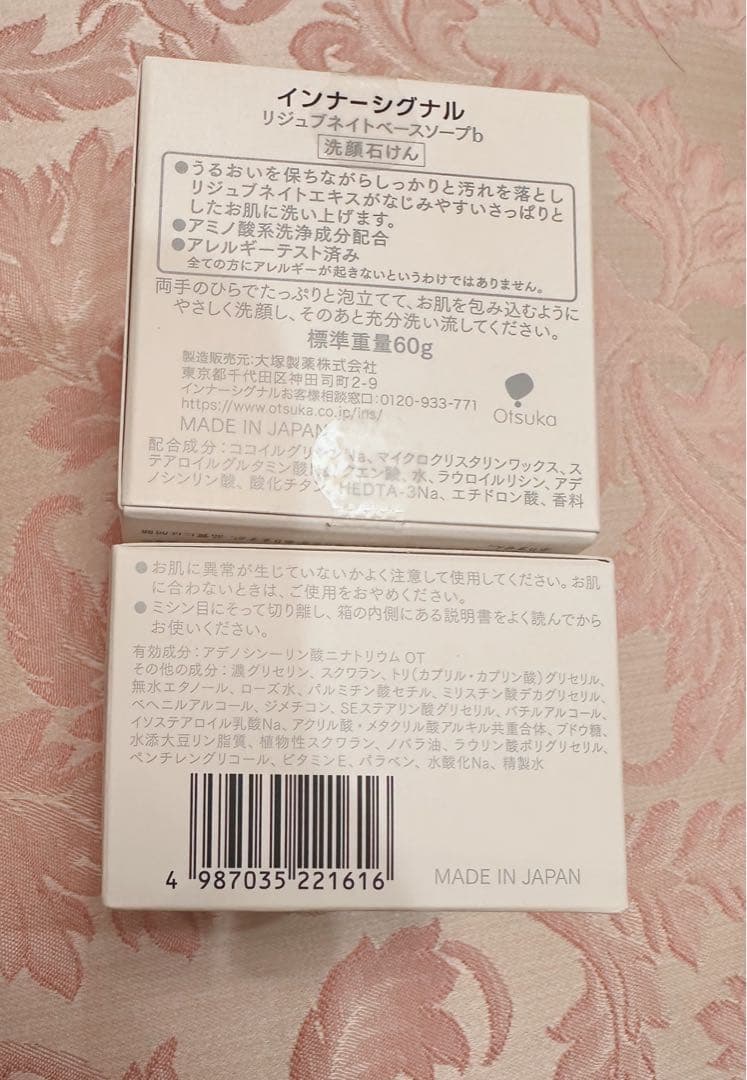 インナーシグナル
リジュブネイトベースソープb
洗顔石けん
●うるおいを保ちながらしっかりと汚れを落とし
リジュブネイトエキスがなじみやすいさっぱりと
したお肌に洗い上げます。
●アミノ酸系洗浄成分配合
●アレルギーテスト済み
全ての方にアレルギーが起きないというわけではありません。
両手のひらでたっぷりと泡立てて、お肌を包み込むように
やさしく洗顔し、そのあと充分洗い流してください。
標準重量60g
製造販売元:大塚製薬株式会社
東京都千代田区神田司町2-9
インナーシグナルお客様相談窓口:0120-933-771
https://www.otsuka.co.jp/ins/
Otsuka
MADE IN JAPAN
配合成分:ココイルグリ Na、マイクロクリスタリンワックス、ス
テアロイルグルタミン酸 クエン酸、水、ラウロイルリシン、アデ
ノシンリン酸、酸化チタン、HEDTA-3Na、エチドロン酸、香料
●お肌に異常が生じていないかよく注意して使用してください。お肌
に合わないときは、ご使用をおやめください。
●ミシン目にそって切り離し、箱の内側にある説明書をよく読んでから
お使いください。
有効成分:アデノシン一リン酸ニナトリウム OT
その他の成分:濃グリセリン、スクワラン、トリ(カプリル・カプリン酸)グリセリル、
無水エタノール、ローズ水、パルミチン酸セチル、ミリスチン酸デカグリセリル、
ベヘニルアルコール、ジメチコン、SEステアリン酸グリセリル、バチルアルコール、
イソステアロイル乳酸Na、アクリル酸・メタクリル酸アルキル共重合体、ブドウ糖、
水添大豆リン脂質、植物性スクワラン、ノバラ油、ラウリン酸ポリグリセリル、
ペンチレングリコール、ビタミンE、パラベン、水酸化Na、精製水
4 987035 221616
MADE IN JAPAN